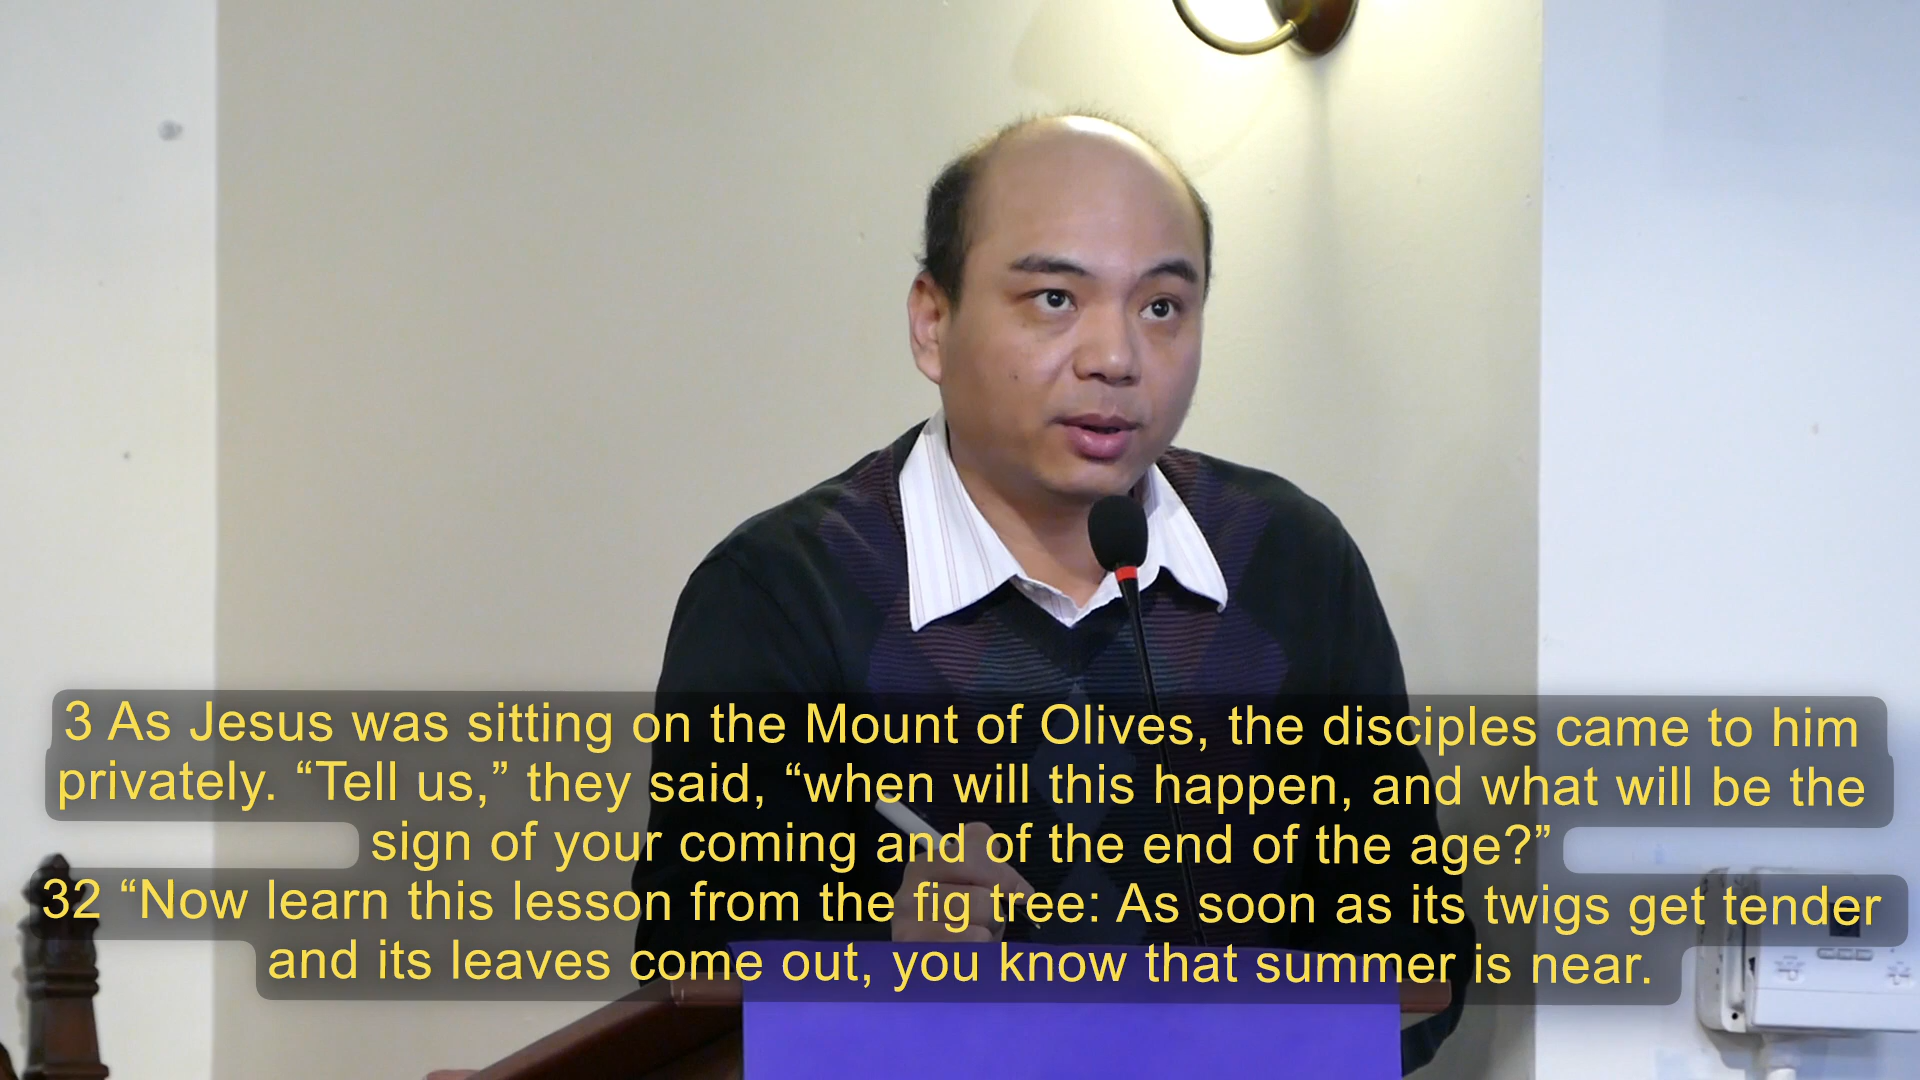 3 As Jesus was sitting on the Mount of Olives, the disciples came to him
privately. “Tell us,” they said, “when will this happen, and what will be the
sign of your coming and of the end of the age?”
32 “Now learn this lesson from the fig tree: As soon as its twigs get tender
and its leaves come out, you know that summer is near.